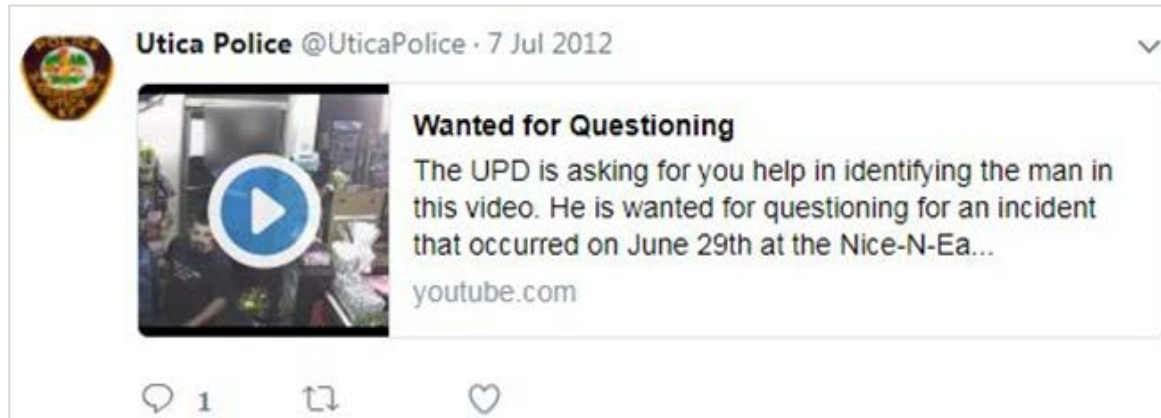 Utica Police @UticaPolice · 7 Jul 2012
Wanted for Questioning
The UPD is asking for you help in identifying the man in
this video. He is wanted for questioning for an incident
that occurred on June 29th at the Nice-N-Ea...
youtube.com
1
POLICE
UTICA